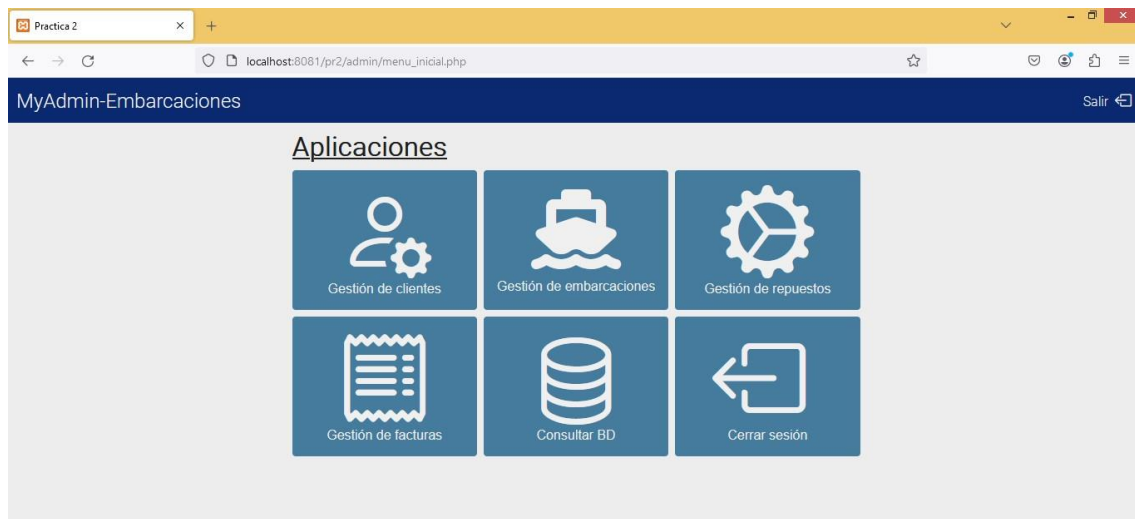 Practica 2
localhost:8081/pr2/admin/menu_inicial.php
MyAdmin-Embarcaciones
Salir
Aplicaciones
Gestión de clientes
Gestión de embarcaciones
Gestión de repuestos
Gestión de facturas
Consultar BD
Cerrar sesión